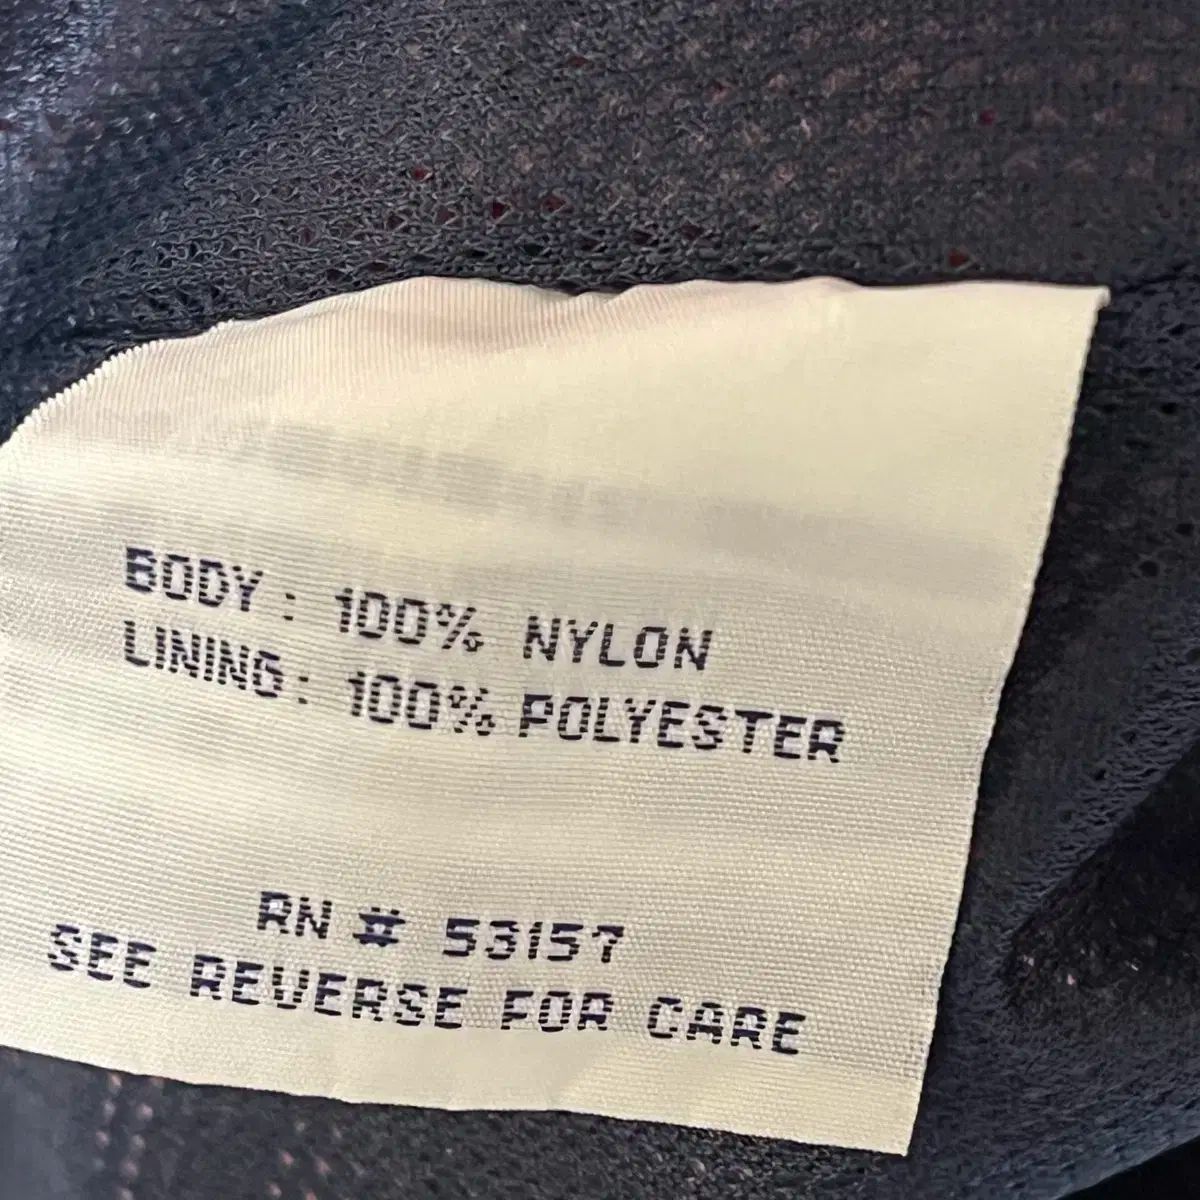 BODY : 100% NYLON
LINING : 100% POLYESTER
RN # 53157
SEE REVERSE FOR CARE